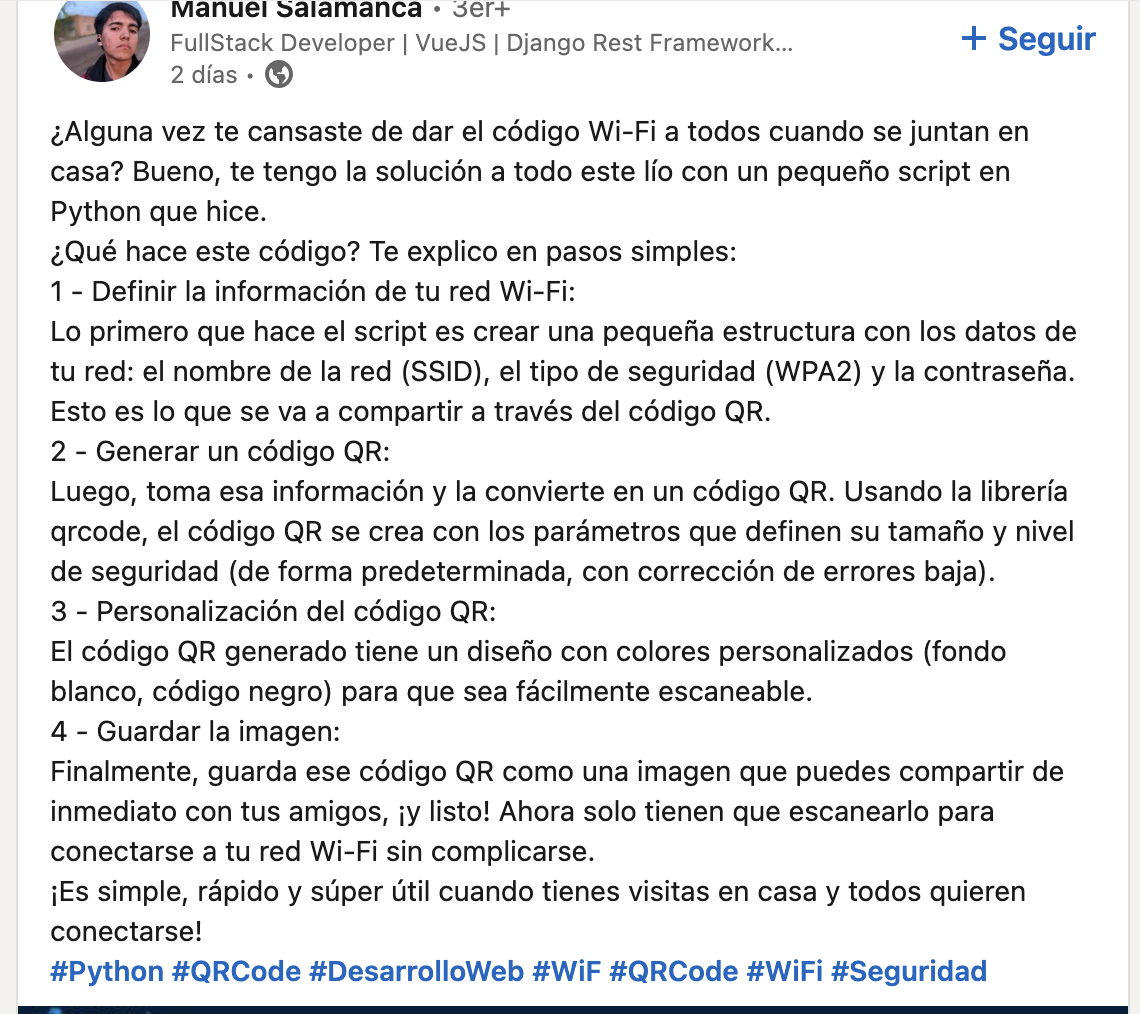 Manuel Salamanca • 3er+
FullStack Developer | VueJS | Django Rest Framework...
2 días •
+ Seguir
¿Alguna vez te cansaste de dar el código Wi-Fi a todos cuando se juntan en
casa? Bueno, te tengo la solución a todo este lío con un pequeño script en
Python que hice.
¿Qué hace este código? Te explico en pasos simples:
1 - Definir la información de tu red Wi-Fi:
Lo primero que hace el script es crear una pequeña estructura con los datos de
tu red: el nombre de la red (SSID), el tipo de seguridad (WPA2) y la contraseña.
Esto es lo que se va a compartir a través del código QR.
2 - Generar un código QR:
Luego, toma esa información y la convierte en un código QR. Usando la librería
qrcode, el código QR se crea con los parámetros que definen su tamaño y nivel
de seguridad (de forma predeterminada, con corrección de errores baja).
3 - Personalización del código QR:
El código QR generado tiene un diseño con colores personalizados (fondo
blanco, código negro) para que sea fácilmente escaneable.
4 - Guardar la imagen:
Finalmente, guarda ese código QR como una imagen que puedes compartir de
inmediato con tus amigos, ¡y listo! Ahora solo tienen que escanearlo para
conectarse a tu red Wi-Fi sin complicarse.
¡Es simple, rápido y súper útil cuando tienes visitas en casa y todos quieren
conectarse!
#Python #QRCode #DesarrolloWeb #WiF #QRCode #WiFi #Seguridad